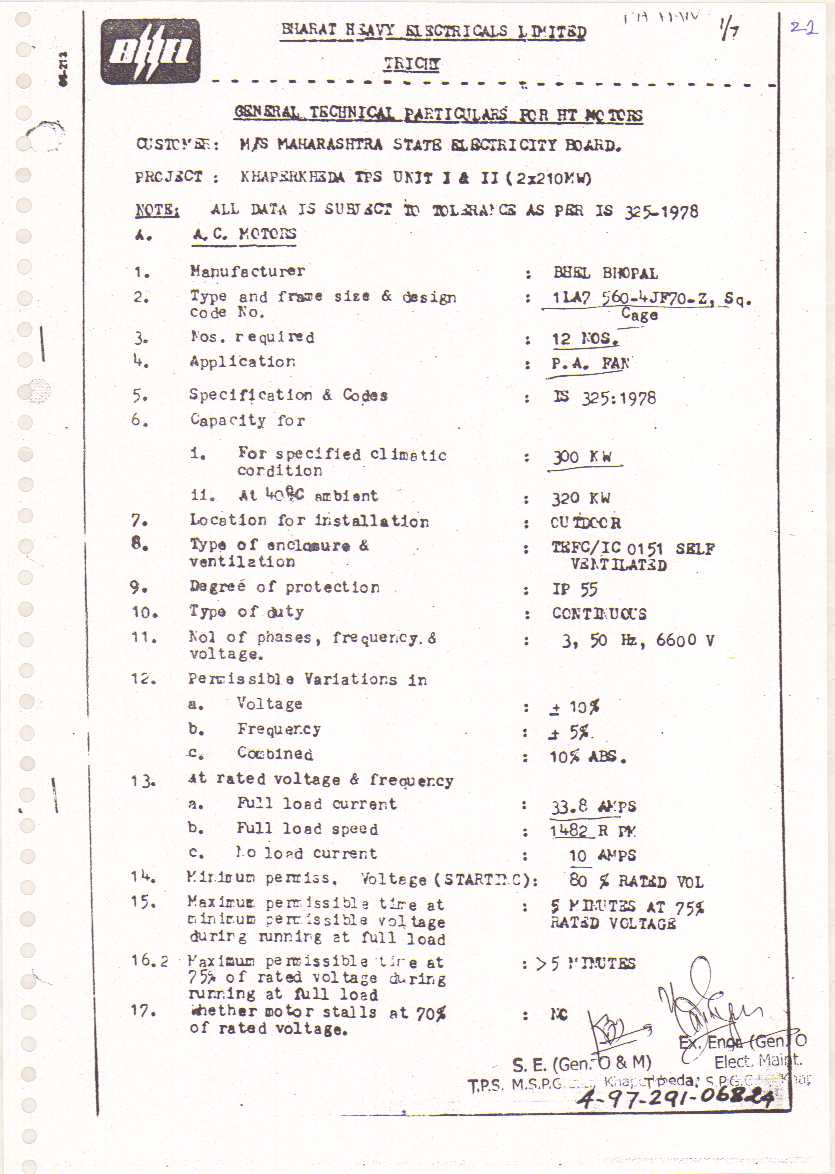 1/7
21
BHEL
06-213
BHARAT HEAVY ELECTRICALS LIMITED
TRICHY
GENERAL TECHNICAL PARTICULARS FOR HT MOTORS
CUSTOMER: M/S MAHARASHTRA STATE ELECTRICITY BOARD.
PROJECT : KHAPERKHEDA TPS UNIT I & II (2x210MW)
NOTE: ALL DATA IS SUBJECT TO TOLERANCE AS PER IS 325-1978
A. A.C. MOTORS
1. Manufacturer : BHEL BHOPAL
2. Type and frame size & design : 1LA7 560-4JF70-Z, Sq.
code No. Cage
3. Nos. required : 12 NOS.
4. Application : P.A. FAN
5. Specification & Codes : IS 325:1978
6. Capacity for
i. For specified climatic : 300 KW
cordition
ii. At 40°C ambient : 320 KW
7. Location for installation : OUTDOOR
8. Type of enclosure & : TEFC/IC 0151 SELF
ventilation VENTILATED
9. Degree of protection : IP 55
10. Type of duty : CONTINUOUS
11. Nol of phases, frequency.& : 3, 50 Hz, 6600 V
voltage.
12. Permissible Variations in
a. Voltage : ± 10%
b. Frequency : ± 5%.
c. Combined : 10% ABS.
13. At rated voltage & frequency
a. Full load current : 33.8 AMPS
b. Full load speed : 1482 R PM
c. No load current : 10 AMPS
14. Minimum permiss. Voltage (STARTING): 80 % RATED VOL
15. Maximum permissible time at : 5 MINUTES AT 75%
minimum permissible voltage RATED VOLTAGE
during running at full load
16.2 Maximum permissible time at : >5 MINUTES
75% of rated voltage during
running at full load
17. Whether motor stalls at 70% : NO
of rated voltage.
Ex. Engr (Gen) O
S. E. (Gen. O & M) Elect. Maint.
T.P.S. M.S.P.G. Khaperkheda, S.P.G.C. Khap
4-97-291-06824